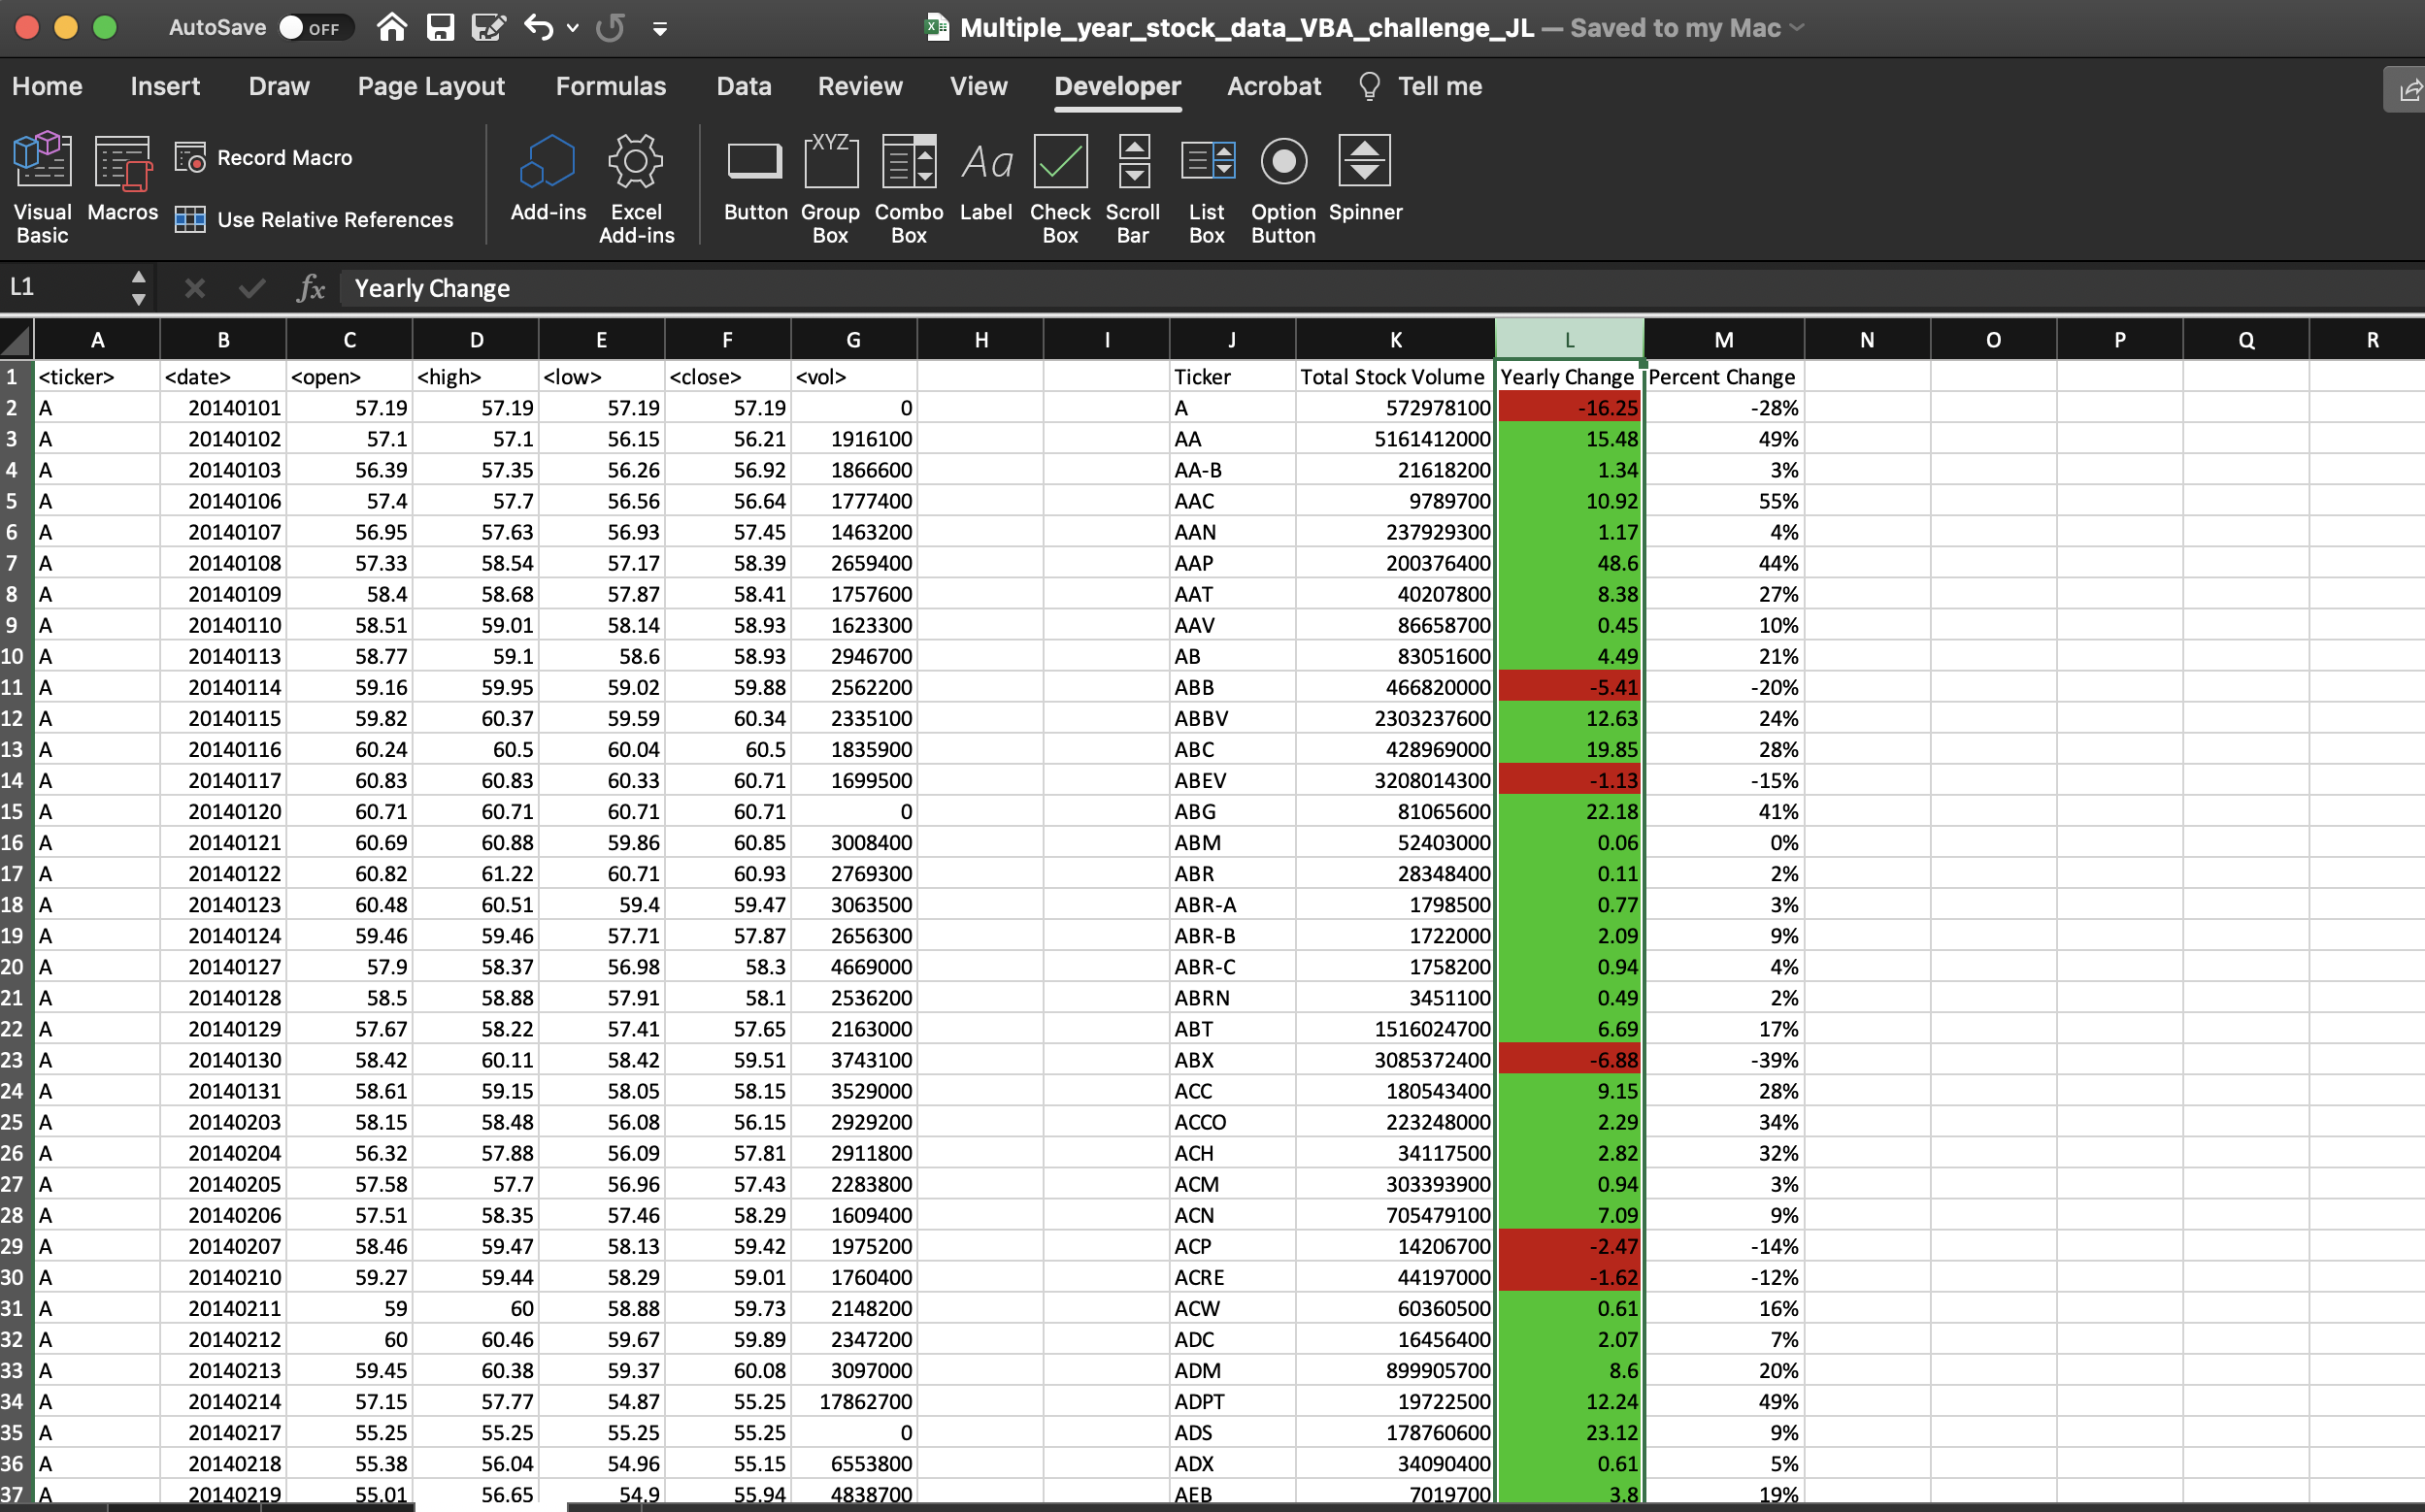 AutoSave OFF Multiple_year_stock_data_VBA_challenge_JL — Saved to my Mac
Home Insert Draw Page Layout Formulas Data Review View Developer Acrobat Tell me
Visual Basic Macros Record Macro Use Relative References Add-ins Excel Add-ins Button Group Box Combo Box Label Check Box Scroll Bar List Box Option Button Spinner
XYZ Aa
L1 fx Yearly Change
A B C D E F G H I J K L M N O P Q R
1 <ticker> <date> <open> <high> <low> <close> <vol> Ticker Total Stock Volume Yearly Change Percent Change
2 A 20140101 57.19 57.19 57.19 57.19 0 A 572978100 -16.25 -28%
3 A 20140102 57.1 57.1 56.15 56.21 1916100 AA 5161412000 15.48 49%
4 A 20140103 56.39 57.35 56.26 56.92 1866600 AA-B 21618200 1.34 3%
5 A 20140106 57.4 57.7 56.56 56.64 1777400 AAC 9789700 10.92 55%
6 A 20140107 56.95 57.63 56.93 57.45 1463200 AAN 237929300 1.17 4%
7 A 20140108 57.33 58.54 57.17 58.39 2659400 AAP 200376400 48.6 44%
8 A 20140109 58.4 58.68 57.87 58.41 1757600 AAT 40207800 8.38 27%
9 A 20140110 58.51 59.01 58.14 58.93 1623300 AAV 86658700 0.45 10%
10 A 20140113 58.77 59.1 58.6 58.93 2946700 AB 83051600 4.49 21%
11 A 20140114 59.16 59.95 59.02 59.88 2562200 ABB 466820000 -5.41 -20%
12 A 20140115 59.82 60.37 59.59 60.34 2335100 ABBV 2303237600 12.63 24%
13 A 20140116 60.24 60.5 60.04 60.5 1835900 ABC 428969000 19.85 28%
14 A 20140117 60.83 60.83 60.33 60.71 1699500 ABEV 3208014300 -1.13 -15%
15 A 20140120 60.71 60.71 60.71 60.71 0 ABG 81065600 22.18 41%
16 A 20140121 60.69 60.88 59.86 60.85 3008400 ABM 52403000 0.06 0%
17 A 20140122 60.82 61.22 60.71 60.93 2769300 ABR 28348400 0.11 2%
18 A 20140123 60.48 60.51 59.4 59.47 3063500 ABR-A 1798500 0.77 3%
19 A 20140124 59.46 59.46 57.71 57.87 2656300 ABR-B 1722000 2.09 9%
20 A 20140127 57.9 58.37 56.98 58.3 4669000 ABR-C 1758200 0.94 4%
21 A 20140128 58.5 58.88 57.91 58.1 2536200 ABRN 3451100 0.49 2%
22 A 20140129 57.67 58.22 57.41 57.65 2163000 ABT 1516024700 6.69 17%
23 A 20140130 58.42 60.11 58.42 59.51 3743100 ABX 3085372400 -6.88 -39%
24 A 20140131 58.61 59.15 58.05 58.15 3529000 ACC 180543400 9.15 28%
25 A 20140203 58.15 58.48 56.08 56.15 2929200 ACCO 223248000 2.29 34%
26 A 20140204 56.32 57.88 56.09 57.81 2911800 ACH 34117500 2.82 32%
27 A 20140205 57.58 57.7 56.96 57.43 2283800 ACM 303393900 0.94 3%
28 A 20140206 57.51 58.35 57.46 58.29 1609400 ACN 705479100 7.09 9%
29 A 20140207 58.46 59.47 58.13 59.42 1975200 ACP 14206700 -2.47 -14%
30 A 20140210 59.27 59.44 58.29 59.01 1760400 ACRE 44197000 -1.62 -12%
31 A 20140211 59 60 58.88 59.73 2148200 ACW 60360500 0.61 16%
32 A 20140212 60 60.46 59.67 59.89 2347200 ADC 16456400 2.07 7%
33 A 20140213 59.45 60.38 59.37 60.08 3097000 ADM 899905700 8.6 20%
34 A 20140214 57.15 57.77 54.87 55.25 17862700 ADPT 19722500 12.24 49%
35 A 20140217 55.25 55.25 55.25 55.25 0 ADS 178760600 23.12 9%
36 A 20140218 55.38 56.04 54.96 55.15 6553800 ADX 34090400 0.61 5%
37 A 20140219 55.01 56.65 54.9 55.94 4838700 AEB 7019700 3.8 19%